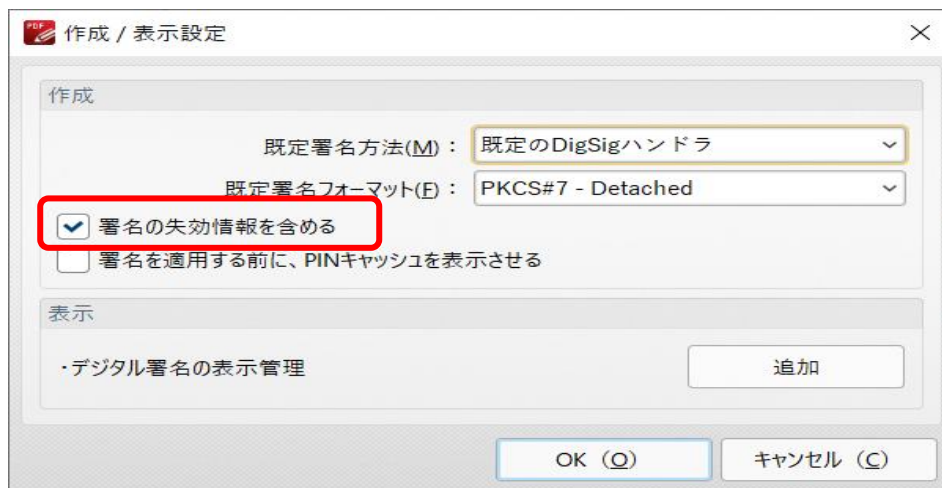 PDF
作成 / 表示設定
作成
既定署名方法(M)：
既定のDigSigハンドラ
既定署名フォーマット(F)：
PKCS#7 - Detached
署名の失効情報を含める
署名を適用する前に、PINキャッシュを表示させる
表示
・デジタル署名の表示管理
追加
OK（O）
キャンセル（C）